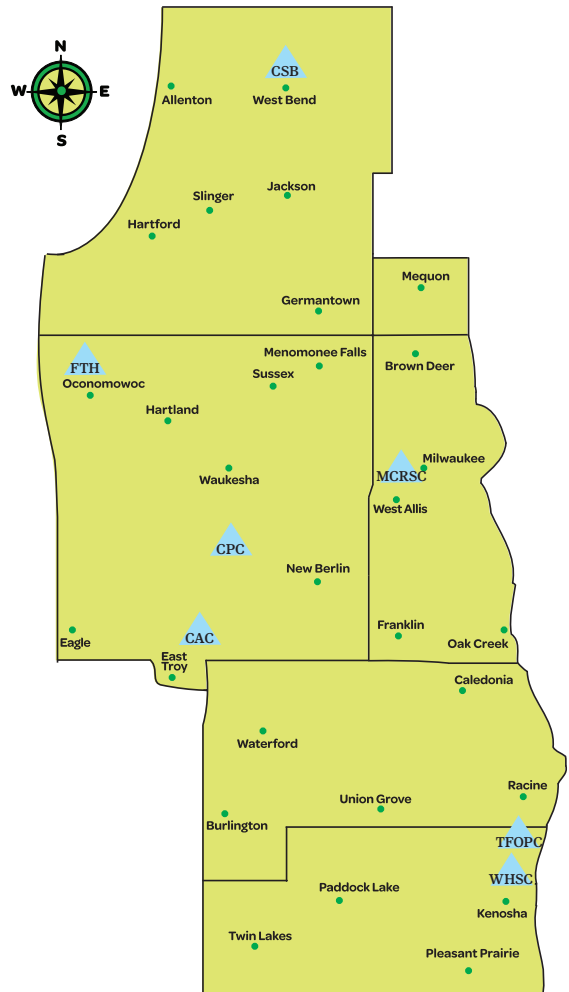 N
CSB
W
E
Allenton
West Bend
S
Jackson
Slinger
Hartford
Mequon
Germantown
Menomonee Falls
Brown Deer
FTH
Sussex
Oconomowoc
Hartland
Milwaukee
MCRSC
Waukesha
West Allis
CPC
New Berlin
Franklin
CAC
Eagle
Oak Creek
East
Troy
Caledonia
Waterford
Racine
Union Grove
Burlington
TFOPC
WHSC
Paddock Lake
Kenosha
Twin Lakes
Pleasant Prairie